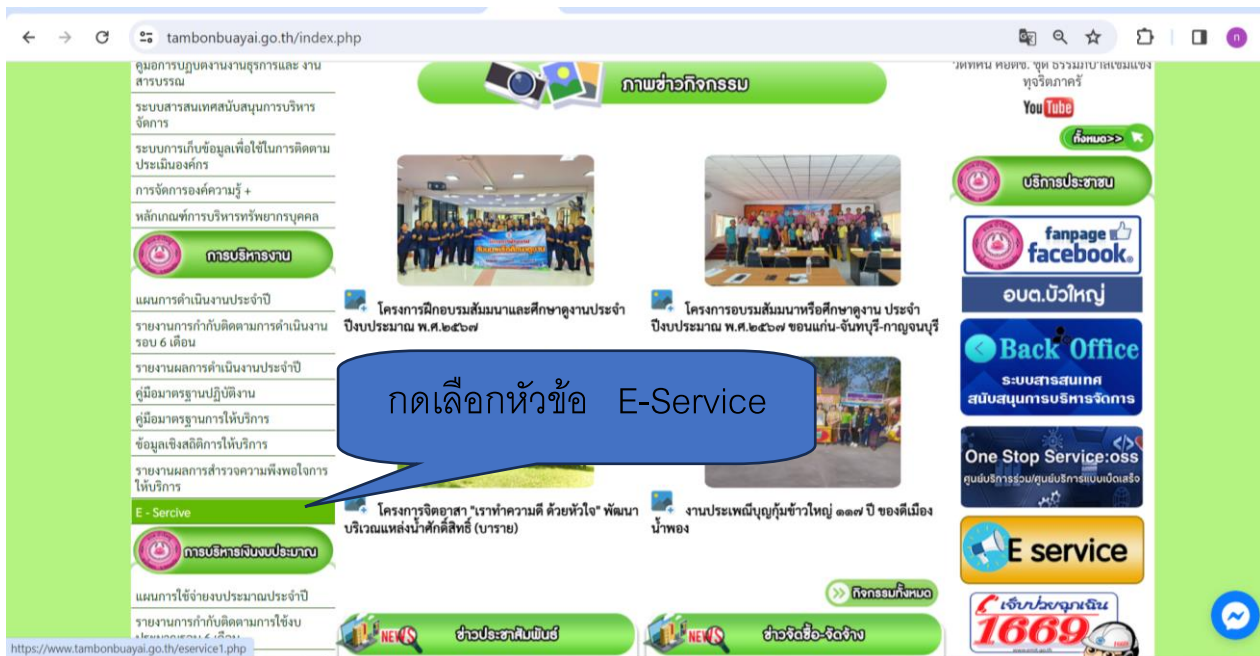 tambonbuayai.go.th/index.php
คู่มือการปฏิบัติงานงานธุรการและ งาน
สารบรรณ
ระบบสารสนเทศสนับสนุนการบริหาร
จัดการ
ระบบการเก็บข้อมูลเพื่อใช้ในการติดตาม
ประเมินองค์กร
การจัดการองค์ความรู้ +
หลักเกณฑ์การบริหารทรัพยากรบุคคล
การบริหารงาน
แผนการดำเนินงานประจำปี
รายงานการกำกับติดตามการดำเนินงาน
รอบ 6 เดือน
รายงานผลการดำเนินงานประจำปี
คู่มือมาตรฐานปฏิบัติงาน
คู่มือมาตรฐานการให้บริการ
ข้อมูลเชิงสถิติการให้บริการ
รายงานผลการสำรวจความพึงพอใจการ
ให้บริการ
E - Sercive
การบริหารเงินงบประมาณ
แผนการใช้จ่ายงบประมาณประจำปี
รายงานการกำกับติดตามการใช้งบ
https://www.tambonbuayai.go.th/eservice1.php
ภาพข่าวกิจกรรม
โครงการฝึกอบรมสัมมนาและศึกษาดูงานประจำ
ปีงบประมาณ พ.ศ.๒๕๖๗
โครงการอบรมสัมมนาหรือศึกษาดูงาน ประจำ
ปีงบประมาณ พ.ศ.๒๕๖๗ ขอนแก่น-จันทบุรี-กาญจนบุรี
กดเลือกหัวข้อ E-Service
โครงการจิตอาสา "เราทำความดี ด้วยหัวใจ" พัฒนา
บริเวณแหล่งน้ำศักดิ์สิทธิ์ (บาราย)
งานประเพณีบุญกุ้มข้าวใหญ่ ๑๑๗ ปี ของดีเมือง
น้ำพอง
กิจกรรมทั้งหมด
NEWS ข่าวประชาสัมพันธ์
NEWS ข่าวจัดซื้อ-จัดจ้าง
ทุจริตภาครั
YouTube
ทั้งหมด>>
บริการประชาชน
fanpage
facebook.
อบต.บัวใหญ่
Back Office
ระบบสารสนเทศ
สนับสนุนการบริหารจัดการ
One Stop Service:oss
ศูนย์บริการร่วม/ศูนย์บริการแบบเบ็ดเสร็จ
E service
เจ็บป่วยฉุกเฉิน
1669
n